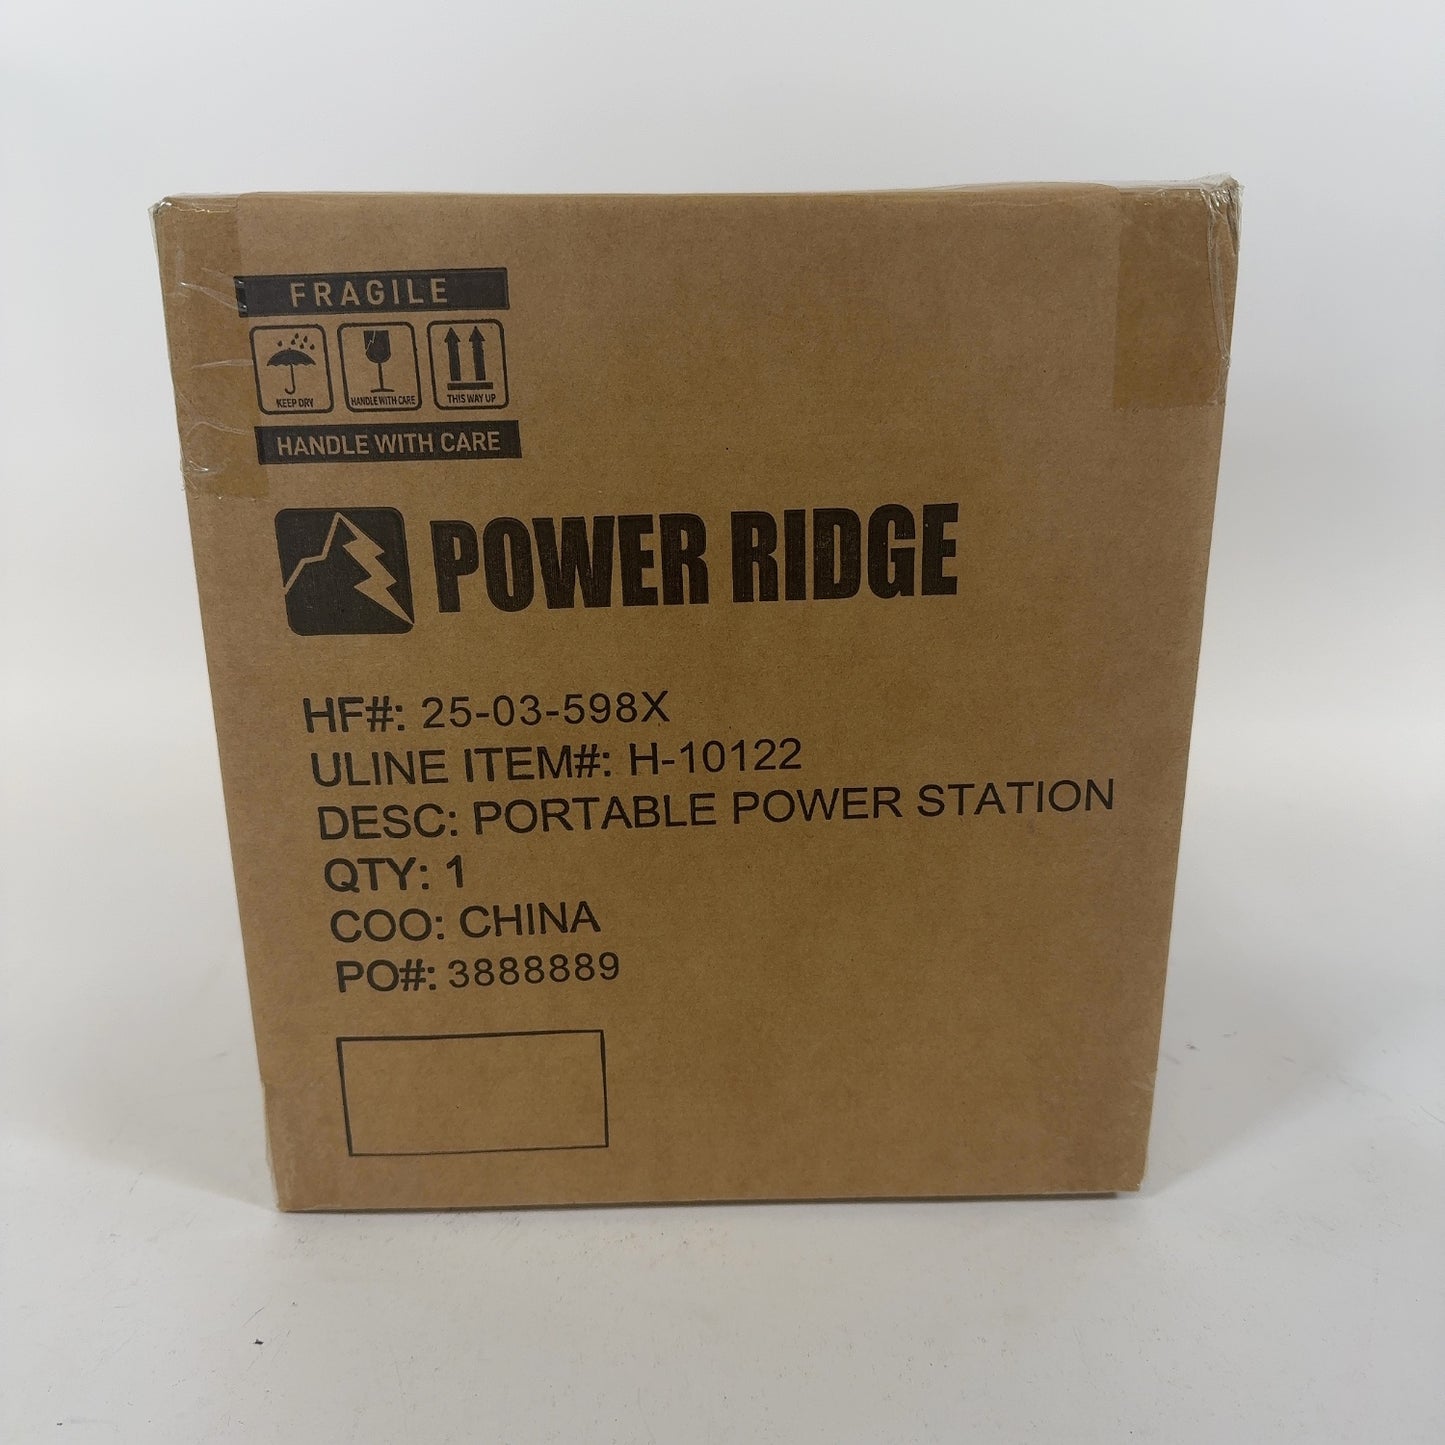 FRAGILE
KEEP DRY HANDLE WITH CARE THIS WAY UP
HANDLE WITH CARE
POWER RIDGE
HF#: 25-03-598X
ULINE ITEM#: H-10122
DESC: PORTABLE POWER STATION
QTY: 1
COO: CHINA
PO#: 3888889